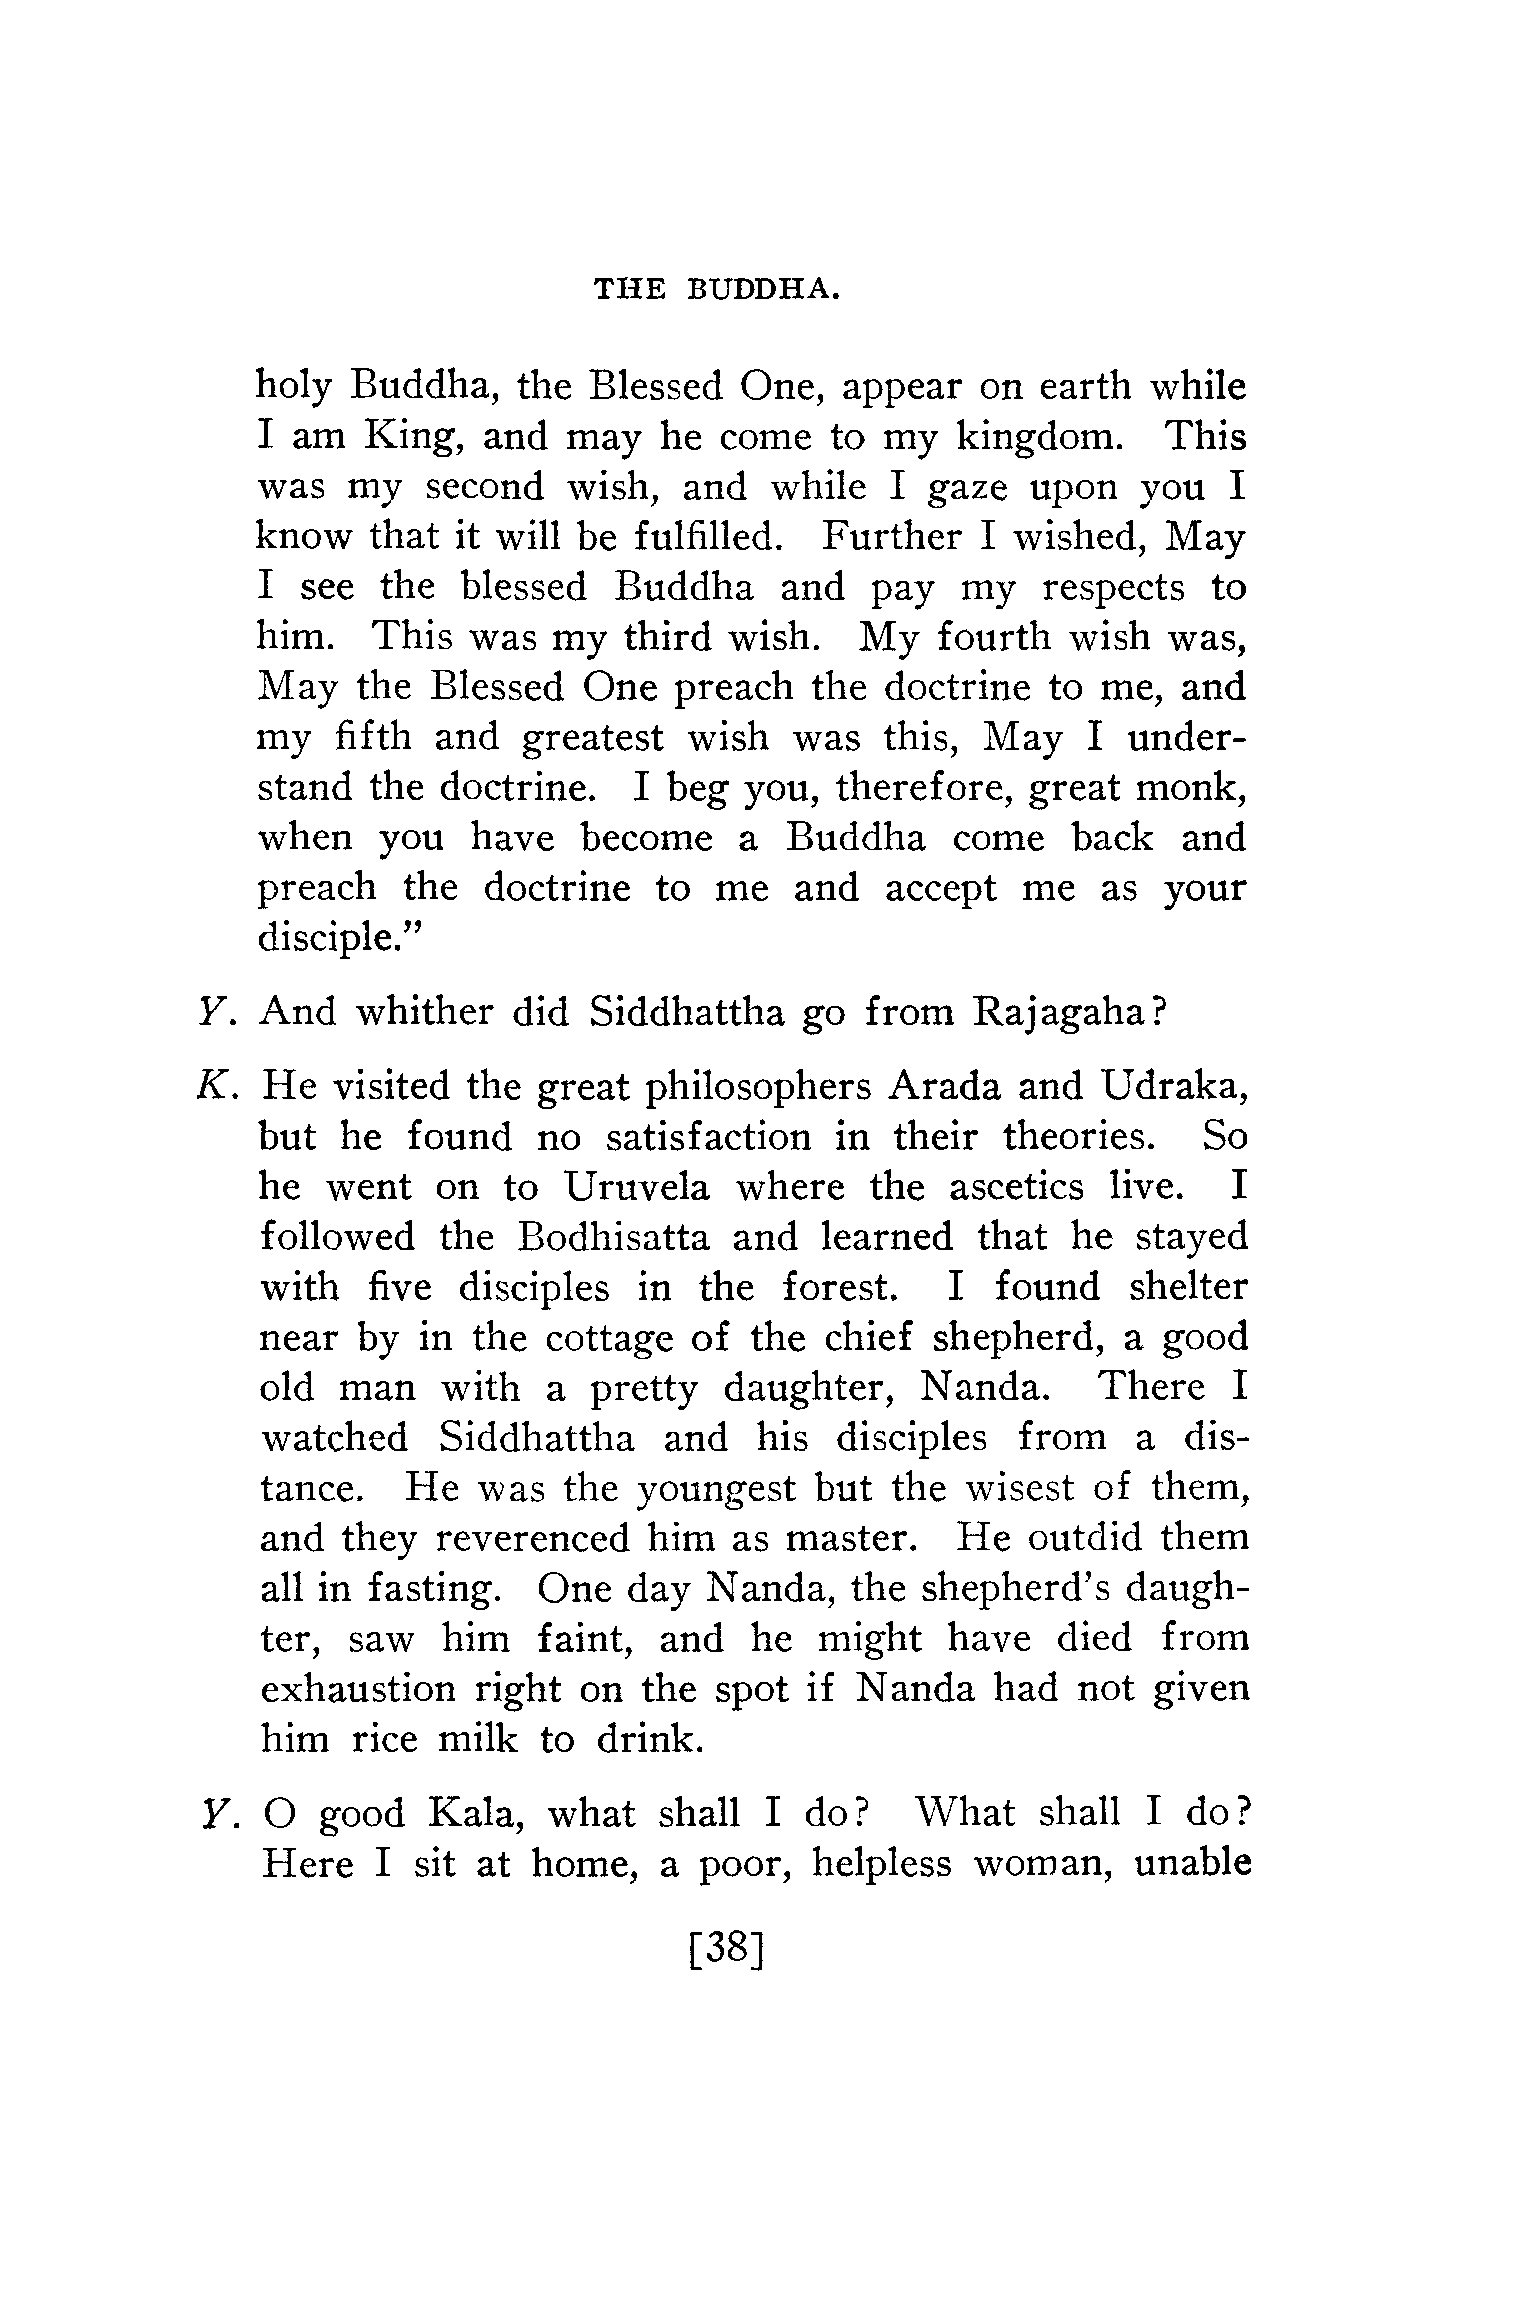 THE BUDDHA.
holy Buddha, the Blessed One, appear on earth while
I am King, and may he come to my kingdom. This
was my second wish, and while I gaze upon you I
know that it will be fulfilled. Further I wished, May
I see the blessed Buddha and pay my respects to
him. This was my third wish. My fourth wish was,
May the Blessed One preach the doctrine to me, and
my fifth and greatest wish was this, May I under-
stand the doctrine. I beg you, therefore, great monk,
when you have become a Buddha come back and
preach the doctrine to me and accept me as your
disciple.”
Y. And whither did Siddhattha go from Rajagaha?
K. He visited the great philosophers Arada and Udraka,
but he found no satisfaction in their theories. So
he went on to Uruvela where the ascetics live. I
followed the Bodhisatta and learned that he stayed
with five disciples in the forest. I found shelter
near by in the cottage of the chief shepherd, a good
old man with a pretty daughter, Nanda. There I
watched Siddhattha and his disciples from a dis-
tance. He was the youngest but the wisest of them,
and they reverenced him as master. He outdid them
all in fasting. One day Nanda, the shepherd's daugh-
ter, saw him faint, and he might have died from
exhaustion right on the spot if Nanda had not given
him rice milk to drink.
Y. O good Kala, what shall I do? What shall I do?
Here I sit at home, a poor, helpless woman, unable
[38]